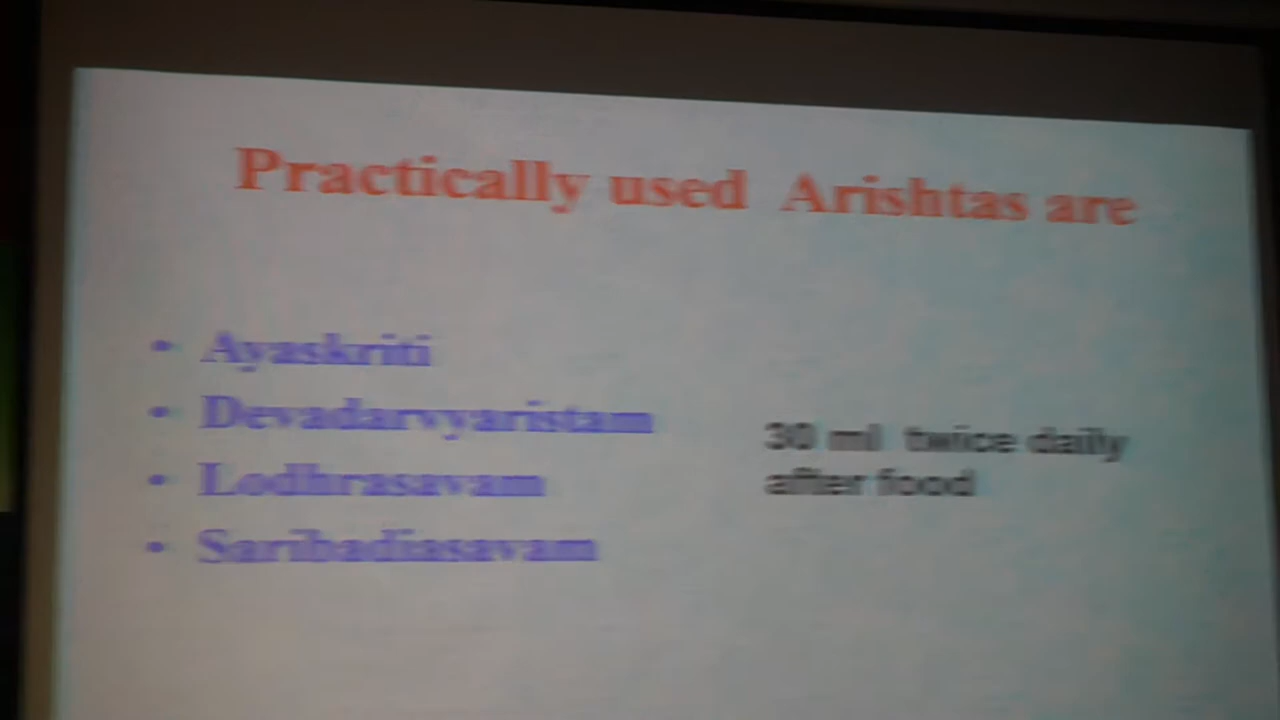 Practically used Arishtas are
• Ayaskriti
• Devadarvyaristam
• Lodhrasavam
• Saribadiasavam
30 ml twice daily
after food